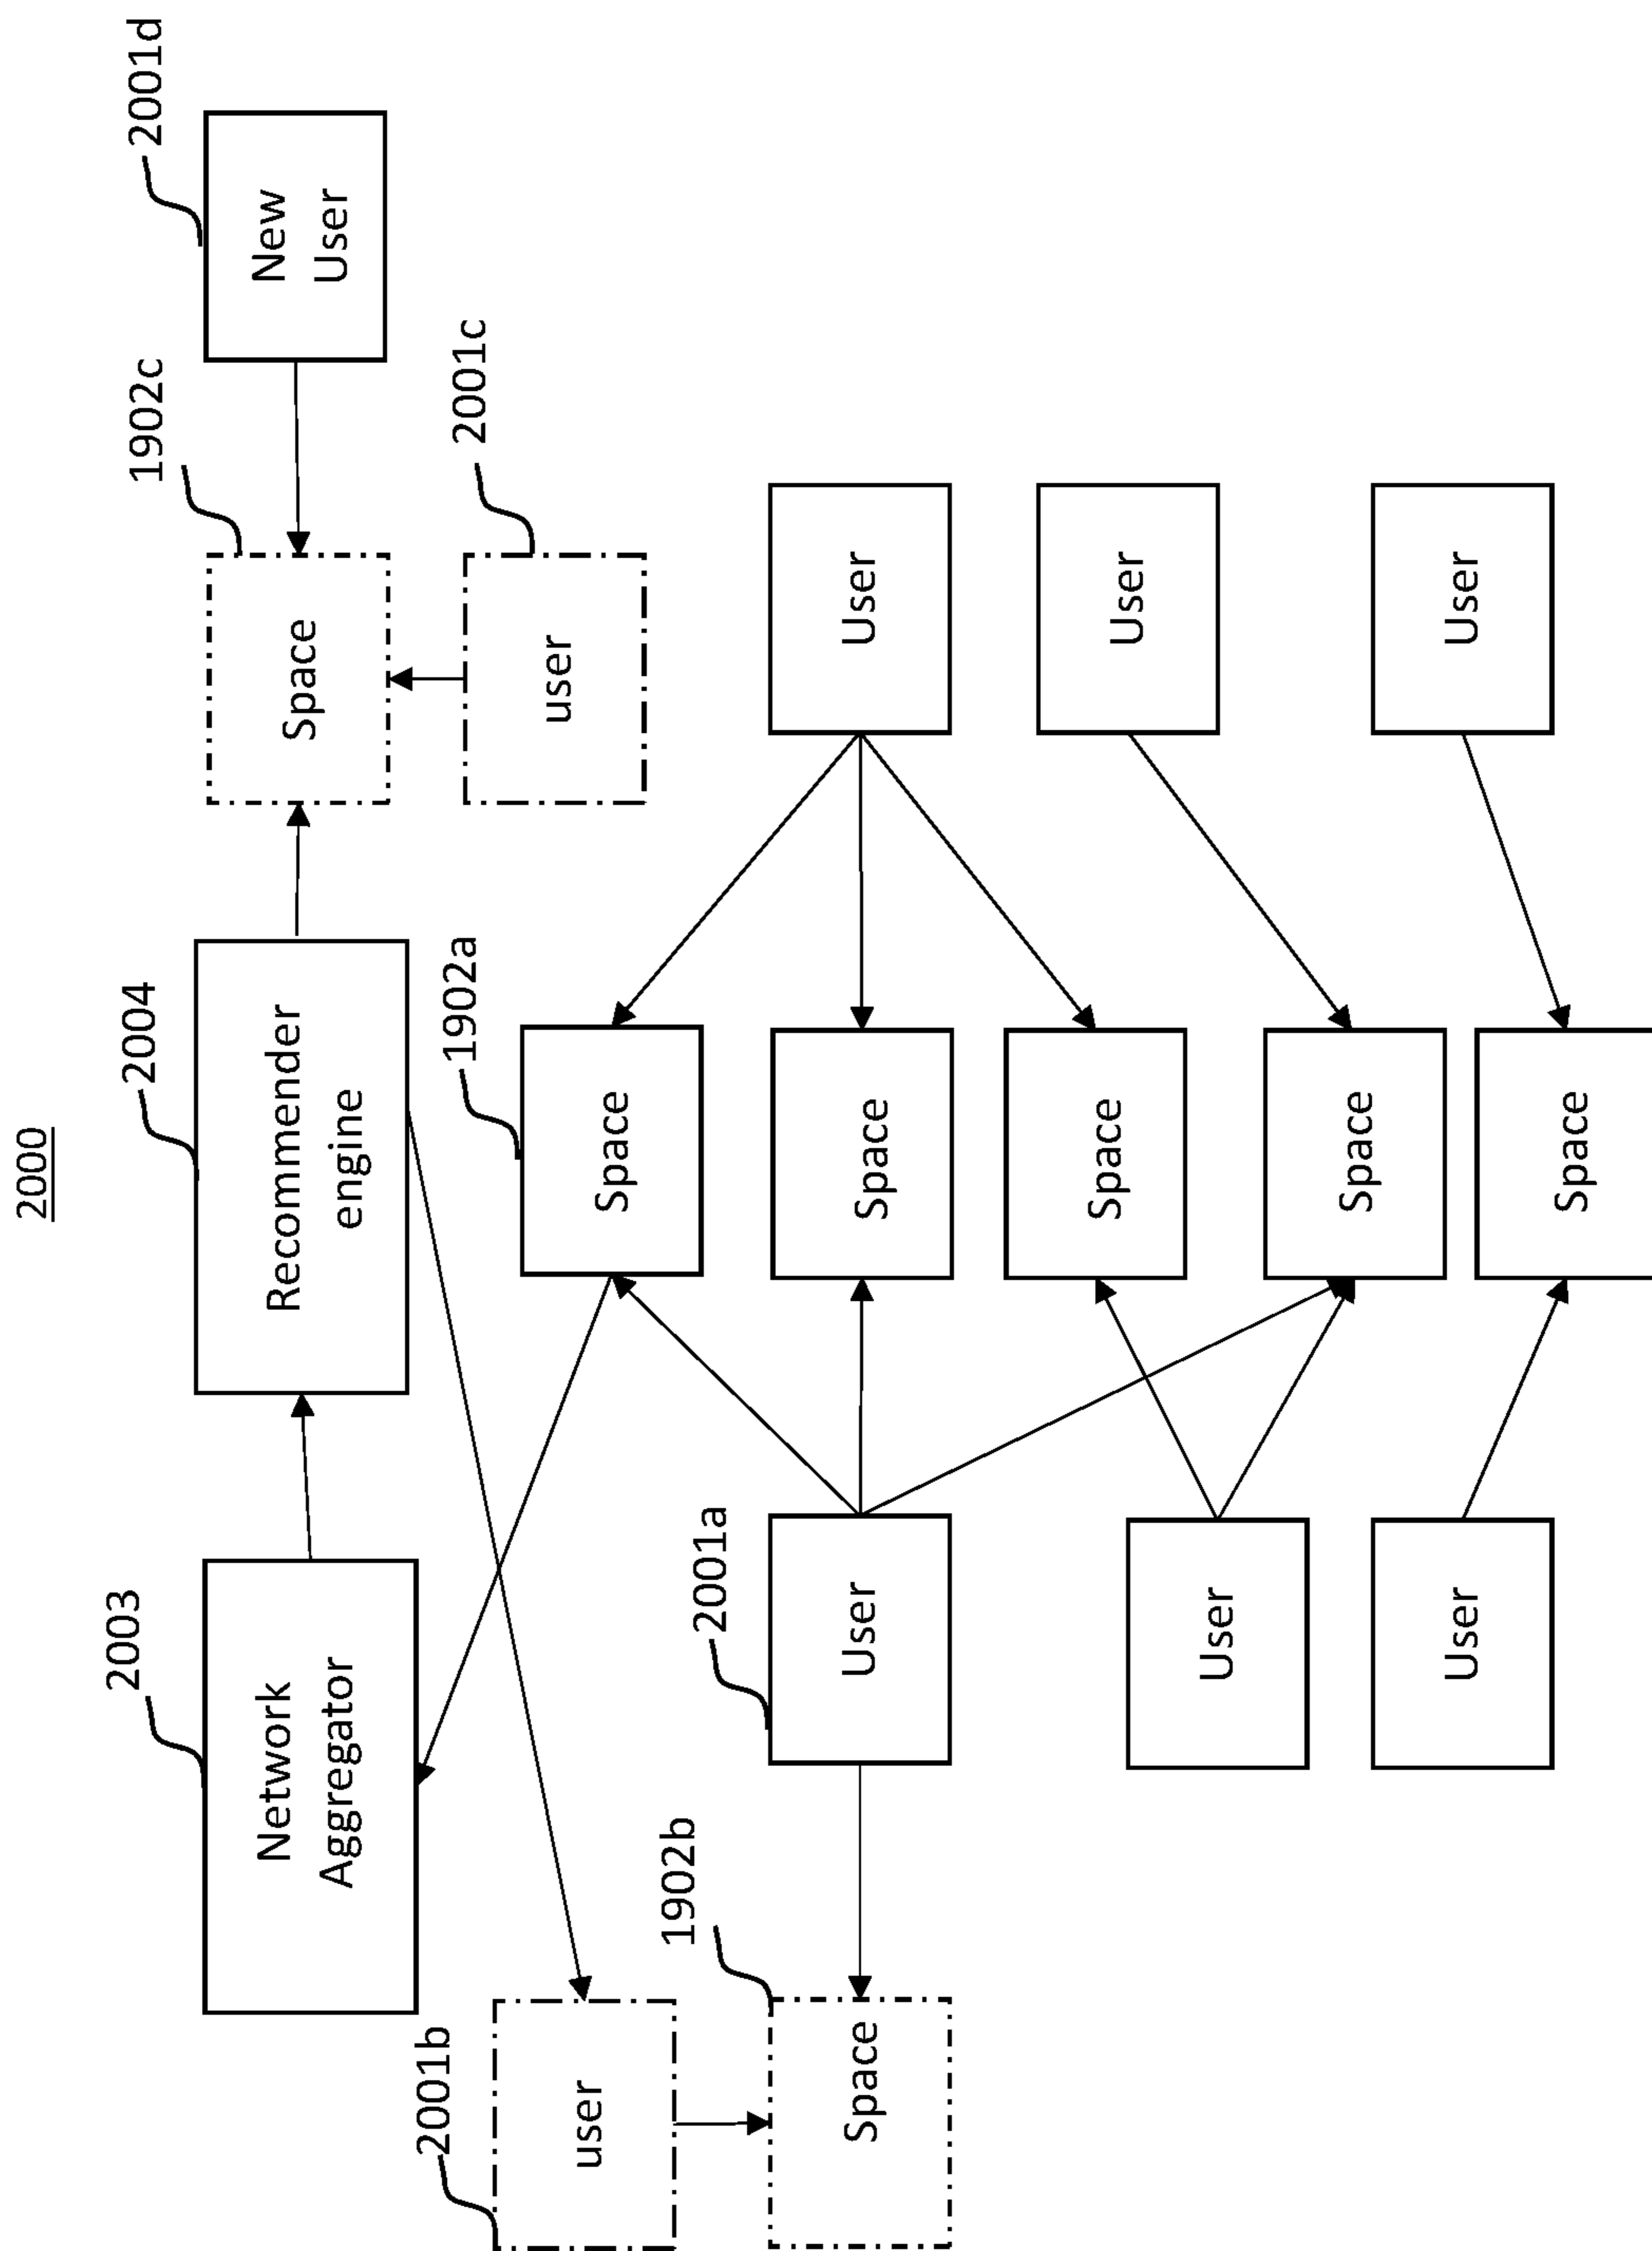 2000
2003
2004
1902c
2001d
Network
Aggregator
Recommender
engine
Space
New
User
2001b
1902a
2001c
user
Space
user
1902b
2001a
Space
User
Space
User
Space
User
User
Space
User
User
Space